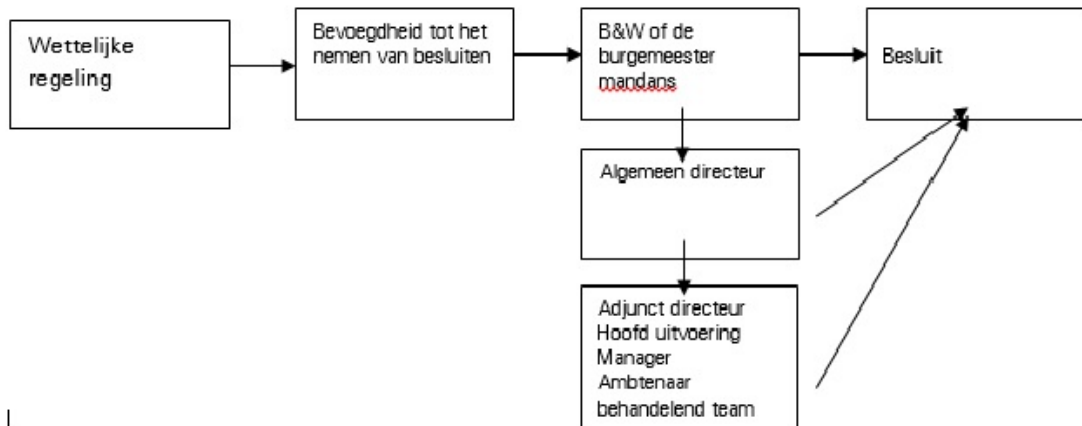 Wettelijke
regeling
Bevoegdheid tot het
nemen van besluiten
B&W of de
burgemeester
mandans
Besluit
Algemeen directeur
Adjunct directeur
Hoofd uitvoering
Manager
Ambtenaar
behandelend team